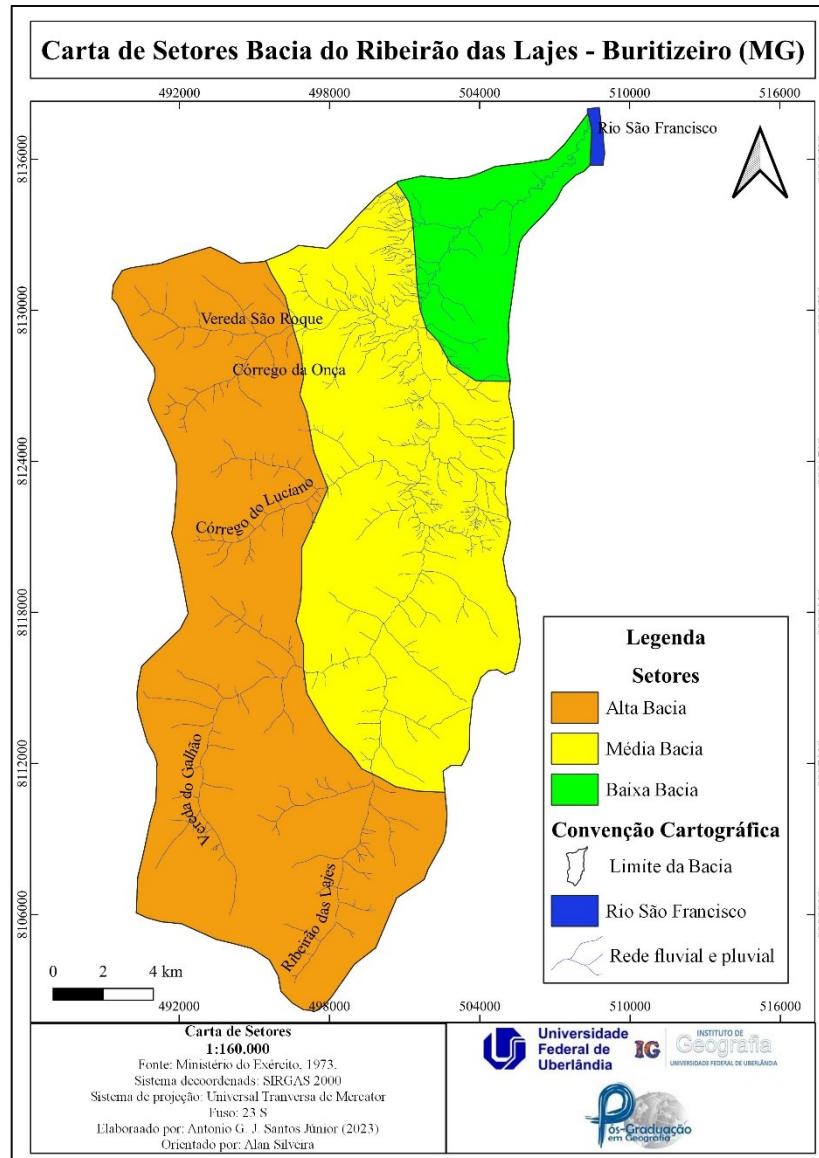 Carta de Setores Bacia do Ribeirão das Lajes - Buritizeiro (MG)
492000 498000 504000 510000 516000
Rio São Francisco
8136000
8130000
Vereda São Roque
Córrego da Onça
8124000
Córrego do Luciano
8118000
8112000
Vereda do Galhão
8106000
Ribeirão das Lajes
0 2 4 km
492000 498000 504000 510000 516000
Legenda
Setores
Alta Bacia
Média Bacia
Baixa Bacia
Convenção Cartográfica
Limite da Bacia
Rio São Francisco
Rede fluvial e pluvial
Carta de Setores
1:160.000
Fonte: Ministério do Exército, 1973.
Sistema decoordenads: SIRGAS 2000
Sistema de projeção: Universal Tranversa de Mercator
Fuso: 23 S
Elaboraado por: Antonio G. J. Santos Júnior (2023)
Orientado por: Alan Silveira
Universidade
Federal de
Uberlândia
IG
INSTITUTO DE
Geografia
UNIVERSIDADE FEDERAL DE UBERLÂNDIA
Pós-Graduação
em Geografia